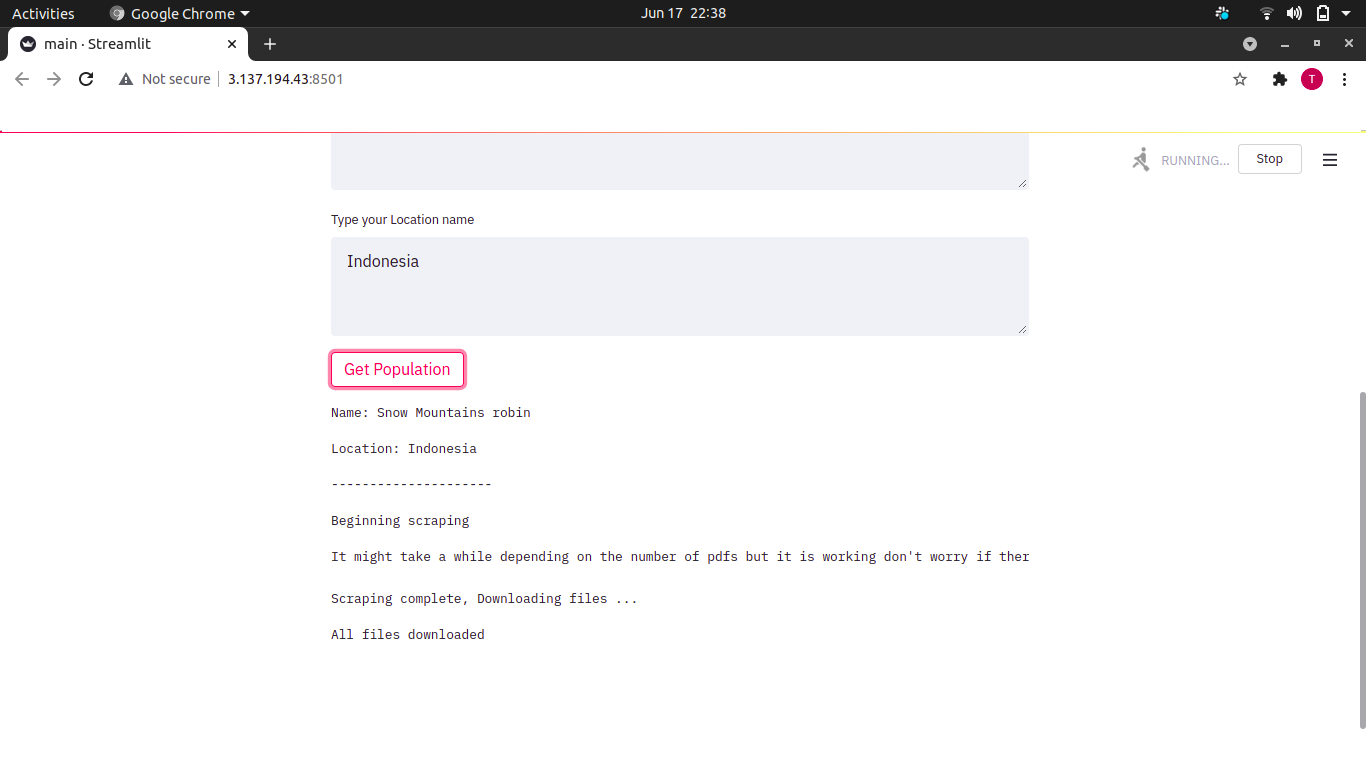 Activities
Google Chrome
Jun 17 22:38
main · Streamlit
Not secure
3.137.194.43:8501
T
RUNNING...
Stop
Type your Location name
Indonesia
Get Population
Name: Snow Mountains robin
Location: Indonesia
---------------------
Beginning scraping
It might take a while depending on the number of pdfs but it is working don't worry if ther
Scraping complete, Downloading files ...
All files downloaded